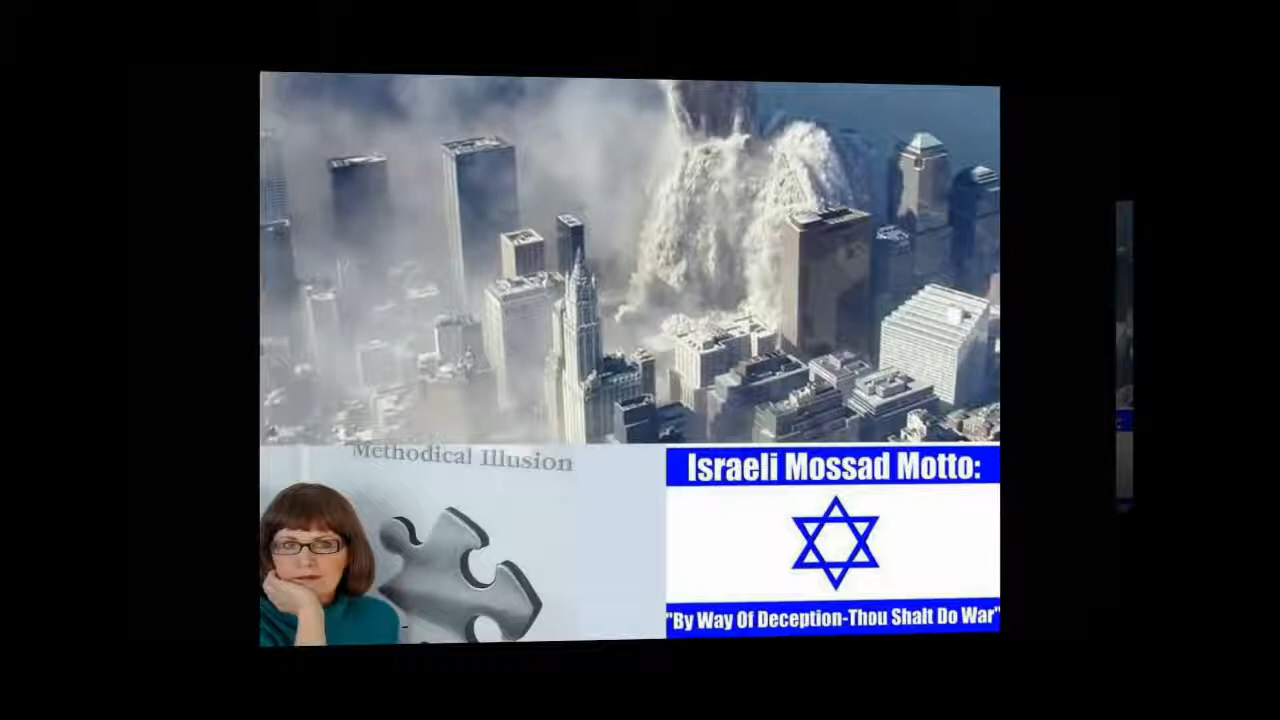 Methodical Illusion
Israeli Mossad Motto:
"By Way Of Deception-Thou Shalt Do War"